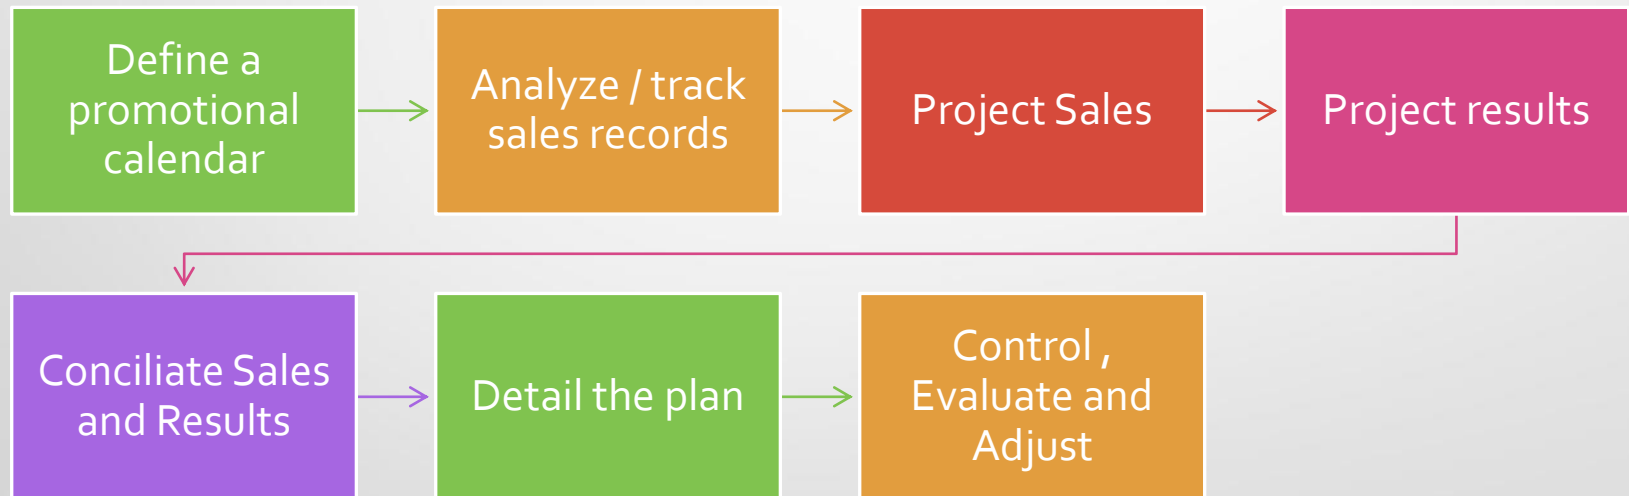 Define a
promotional
calendar
Analyze / track
sales records
Project Sales
Project results
Conciliate Sales
and Results
Detail the plan
Control ,
Evaluate and
Adjust